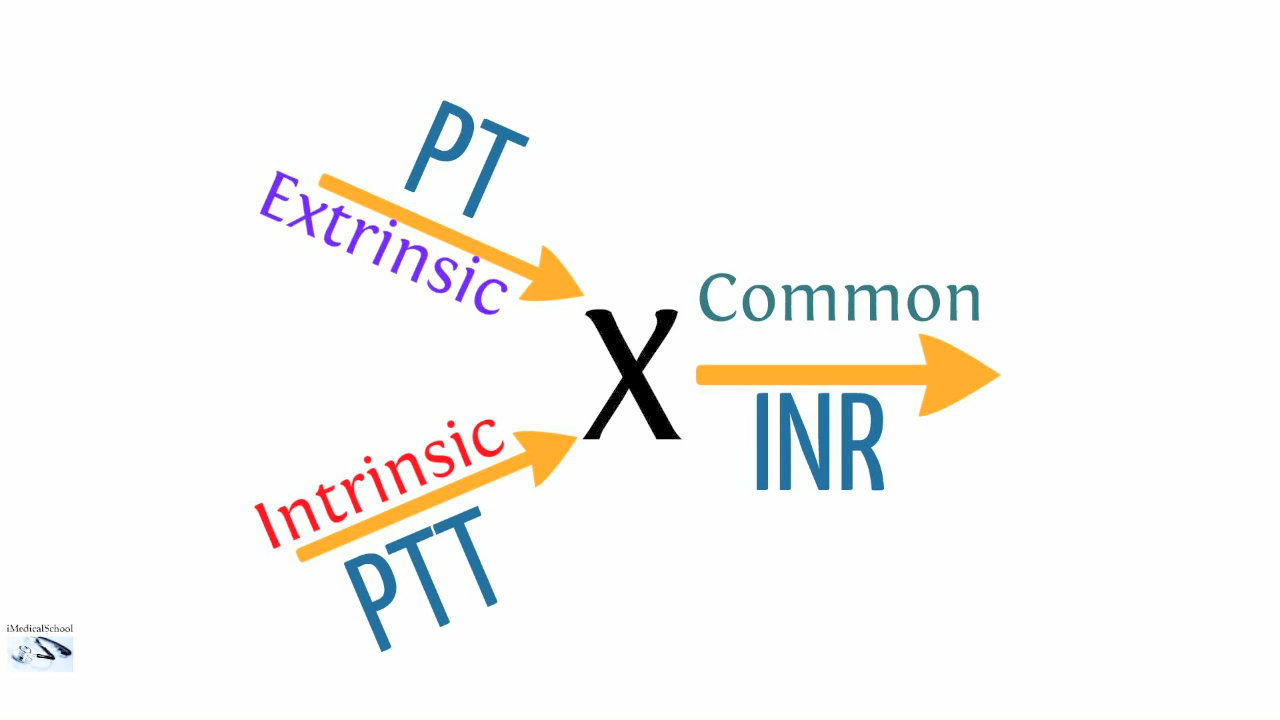 PT
Extrinsic
X
Common
INR
Intrinsic
PTT
iMedicalSchool